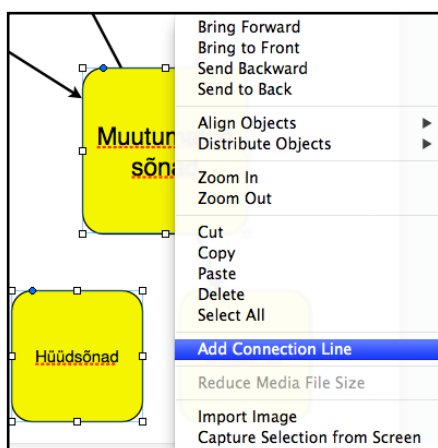 Bring Forward
Bring to Front
Send Backward
Send to Back
Align Objects
Distribute Objects
Zoom In
Zoom Out
Cut
Copy
Paste
Delete
Select All
Add Connection Line
Reduce Media File Size
Import Image
Capture Selection from Screen
Hüüdsõnad